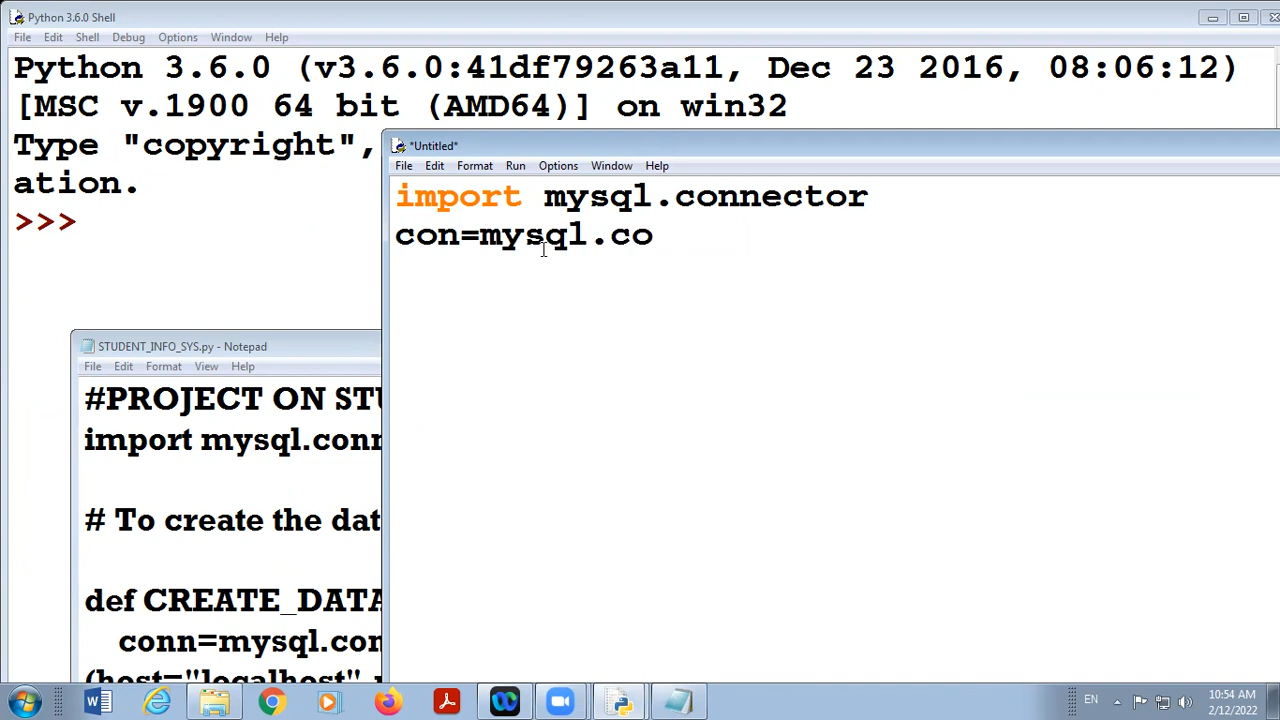 Python 3.6.0 Shell
File Edit Shell Debug Options Window Help
Python 3.6.0 (v3.6.0:41df79263a11, Dec 23 2016, 08:06:12)
[MSC v.1900 64 bit (AMD64)] on win32
Type "copyright",
ation.
>>>
*Untitled*
File Edit Format Run Options Window Help
import mysql.connector
con=mysql.co
STUDENT_INFO_SYS.py - Notepad
File Edit Format View Help
#PROJECT ON STU
import mysql.conn
# To create the dat
def CREATE_DATA
conn=mysql.con
(host="localhost"
EN
10:54 AM
2/12/2022